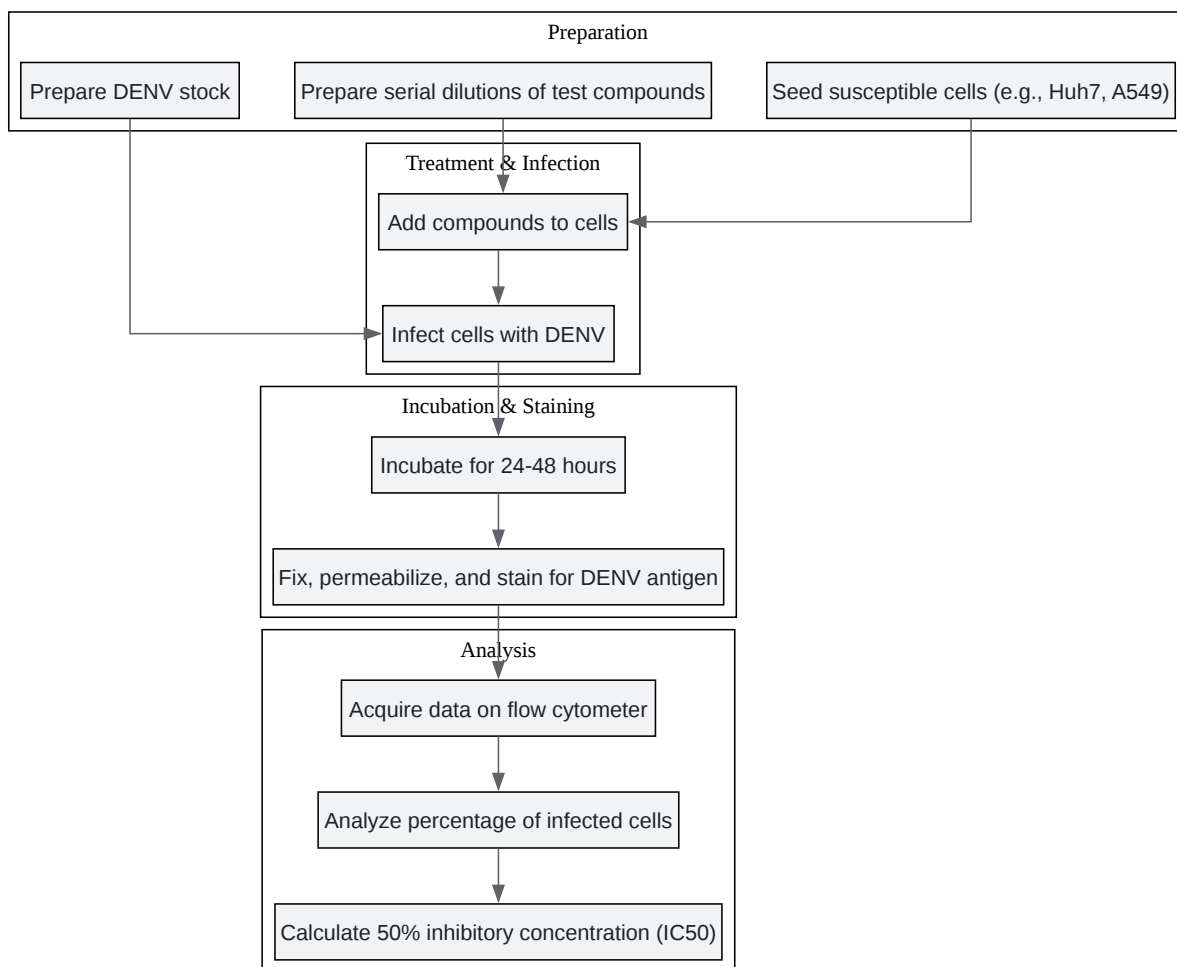 Preparation
Prepare DENV stock
Prepare serial dilutions of test compounds
Seed susceptible cells (e.g., Huh7, A549)
Treatment & Infection
Add compounds to cells
Infect cells with DENV
Incubation & Staining
Incubate for 24-48 hours
Fix, permeabilize, and stain for DENV antigen
Analysis
Acquire data on flow cytometer
Analyze percentage of infected cells
Calculate 50% inhibitory concentration (IC50)